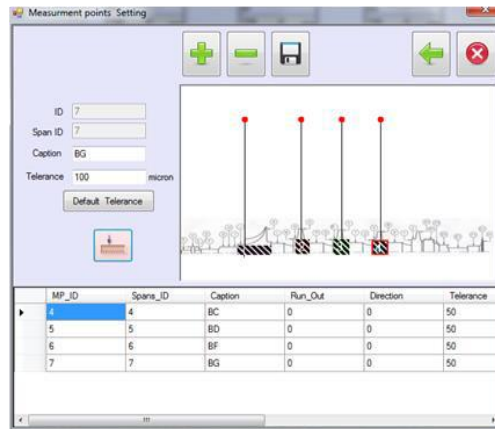 Measurment points Setting
ID 7
Span ID 7
Caption BG
Telerance 100 micron
Default Telerance
MP_ID Spans_ID Caption Run_Out Direction Telerance
4 4 BC 0 0 50
5 5 BD 0 0 50
6 6 BF 0 0 50
7 7 BG 0 0 50